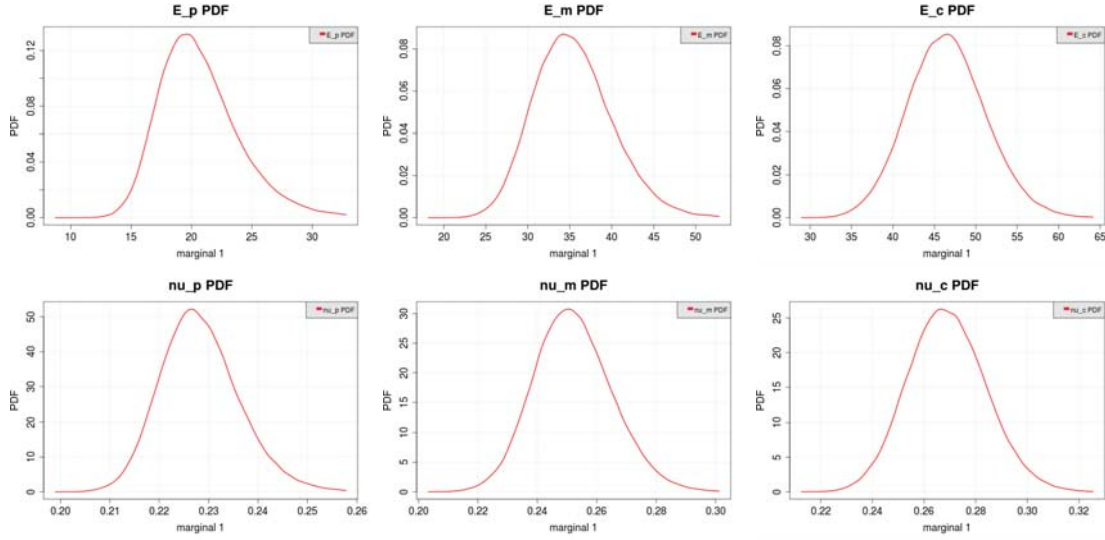 E_p PDF
E_p PDF
PDF
0.00 0.04 0.08 0.12
10 15 20 25 30
marginal 1
E_m PDF
E_m PDF
PDF
0.00 0.02 0.04 0.06 0.08
20 25 30 35 40 45 50
marginal 1
E_c PDF
E_c PDF
PDF
0.00 0.02 0.04 0.06 0.08
30 35 40 45 50 55 60 65
marginal 1
nu_p PDF
nu_p PDF
PDF
0 10 20 30 40 50
0.20 0.21 0.22 0.23 0.24 0.25 0.26
marginal 1
nu_m PDF
nu_m PDF
PDF
0 5 10 15 20 25 30
0.20 0.22 0.24 0.26 0.28 0.30
marginal 1
nu_c PDF
nu_c PDF
PDF
0 5 10 15 20 25
0.22 0.24 0.26 0.28 0.30 0.32
marginal 1